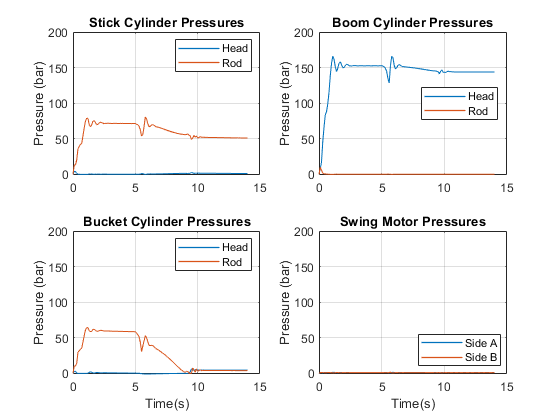 Stick Cylinder Pressures
200
150
100
50
0
Pressure (bar)
0 5 10 15
Head
Rod
Boom Cylinder Pressures
200
150
100
50
0
Pressure (bar)
0 5 10 15
Head
Rod
Bucket Cylinder Pressures
200
150
100
50
0
Pressure (bar)
0 5 10 15
Time(s)
Head
Rod
Swing Motor Pressures
200
150
100
50
0
Pressure (bar)
0 5 10 15
Time(s)
Side A
Side B